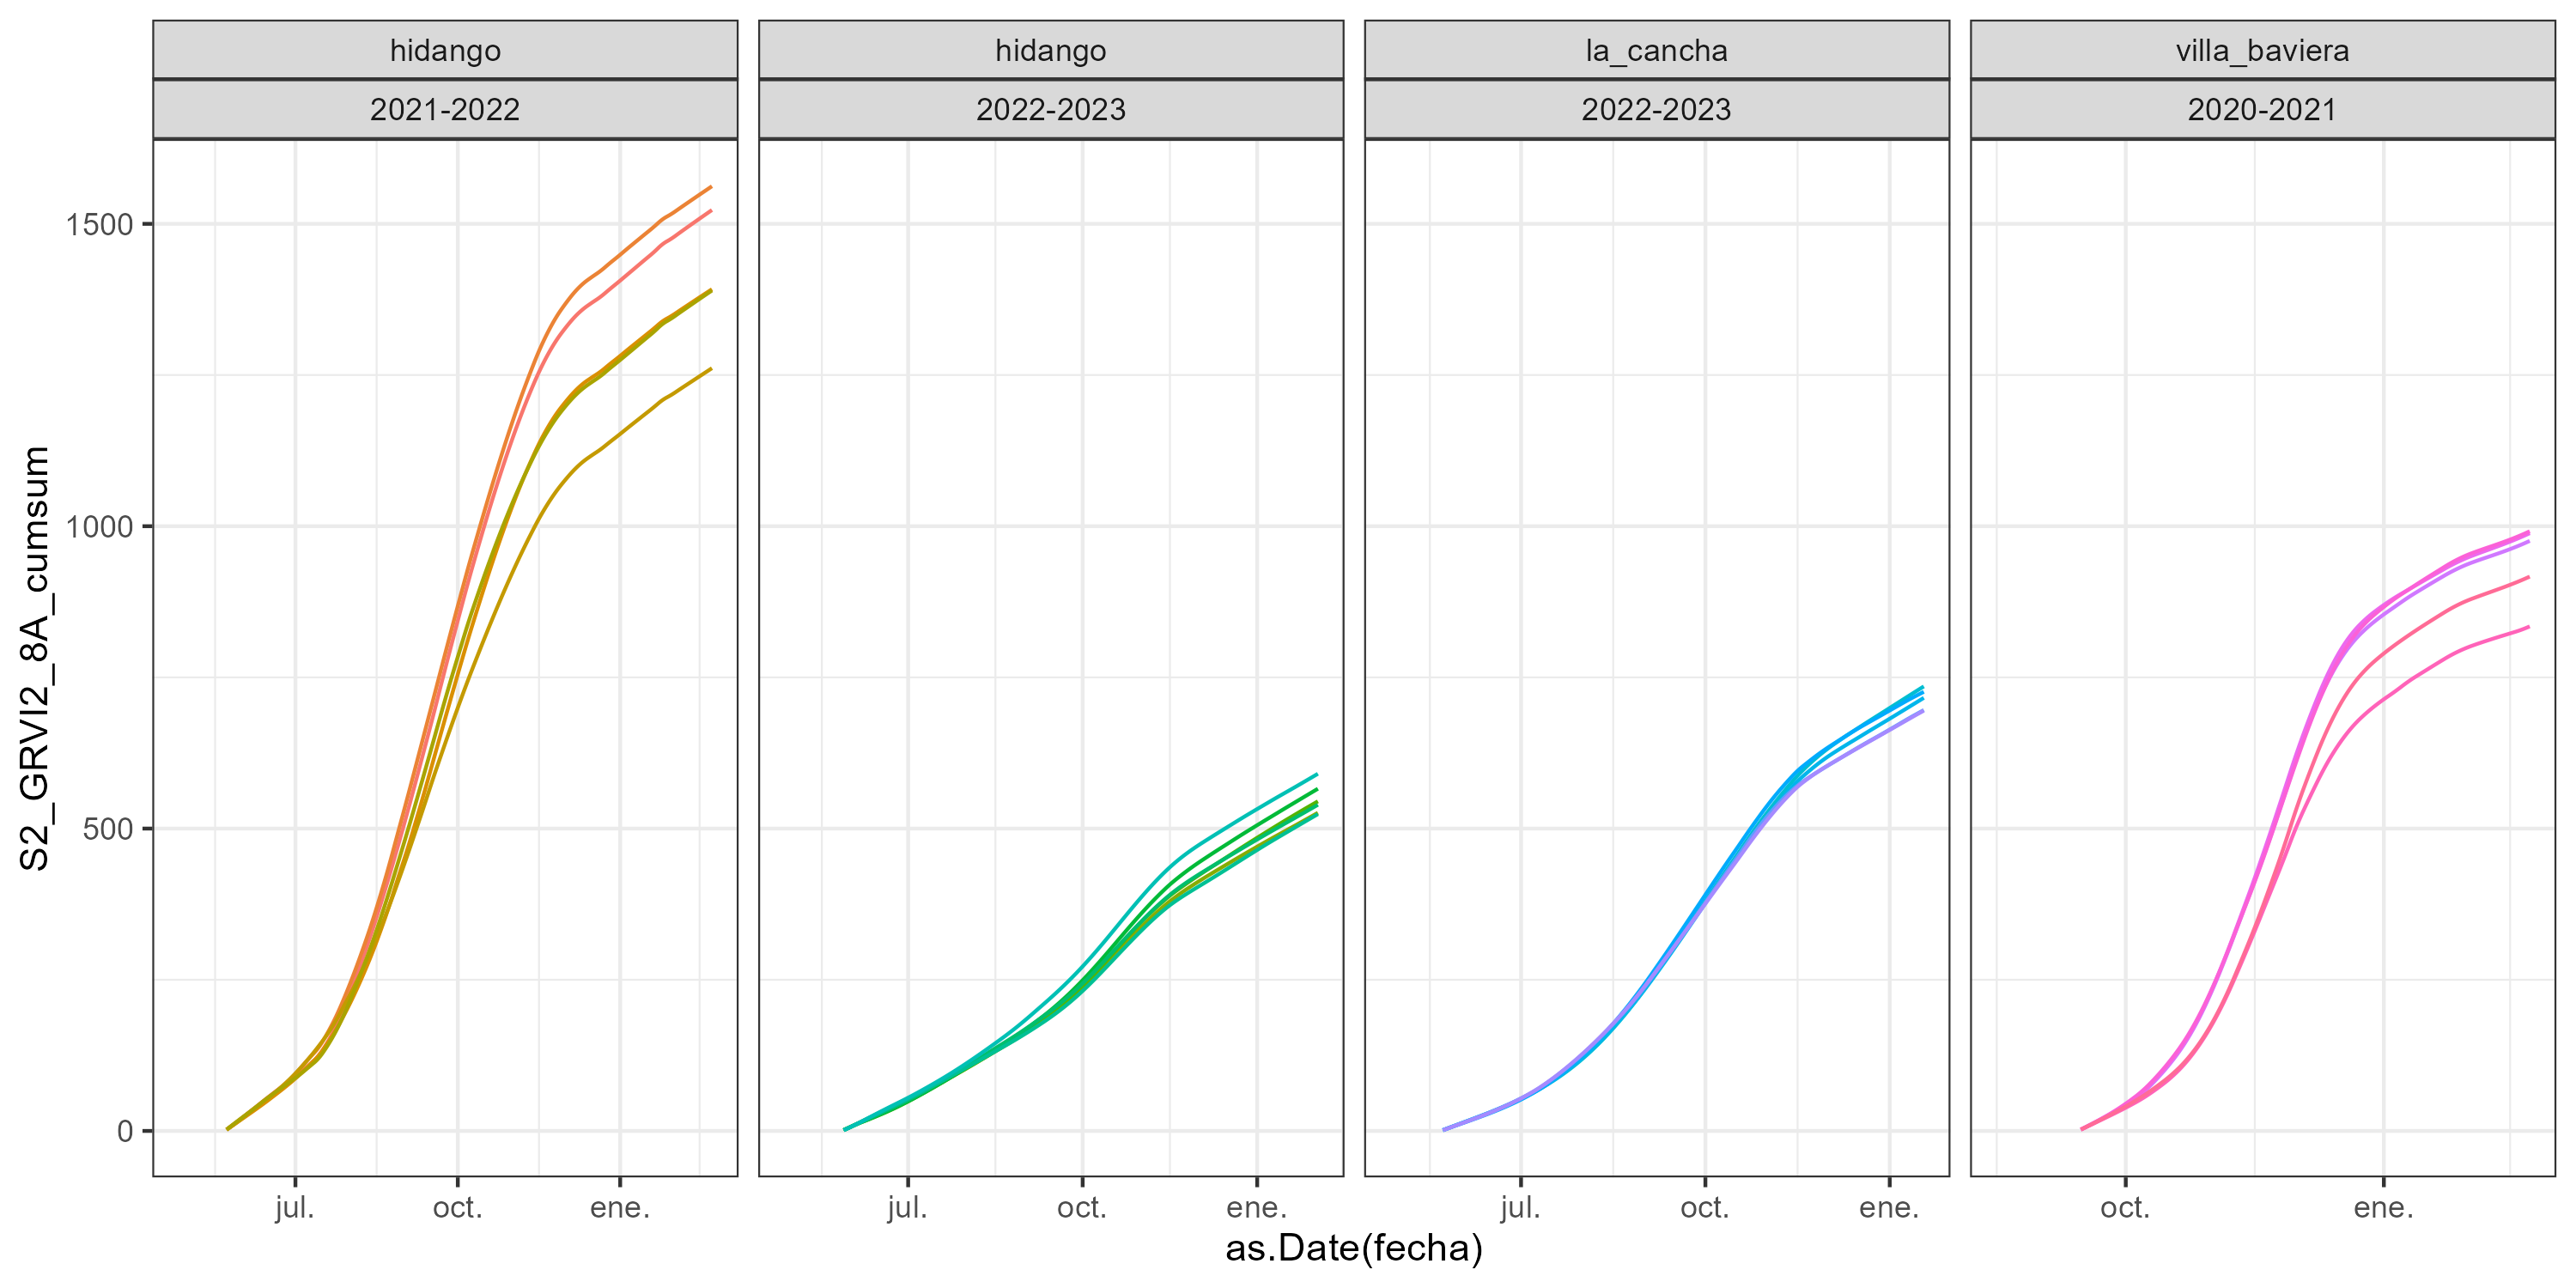 hidango
hidango
la_cancha
villa_baviera
2021-2022
2022-2023
2022-2023
2020-2021
S2_GRVI2_8A_cumsum
1500
1000
500
0
jul. oct. ene.
jul. oct. ene.
jul. oct. ene.
oct. ene.
as.Date(fecha)